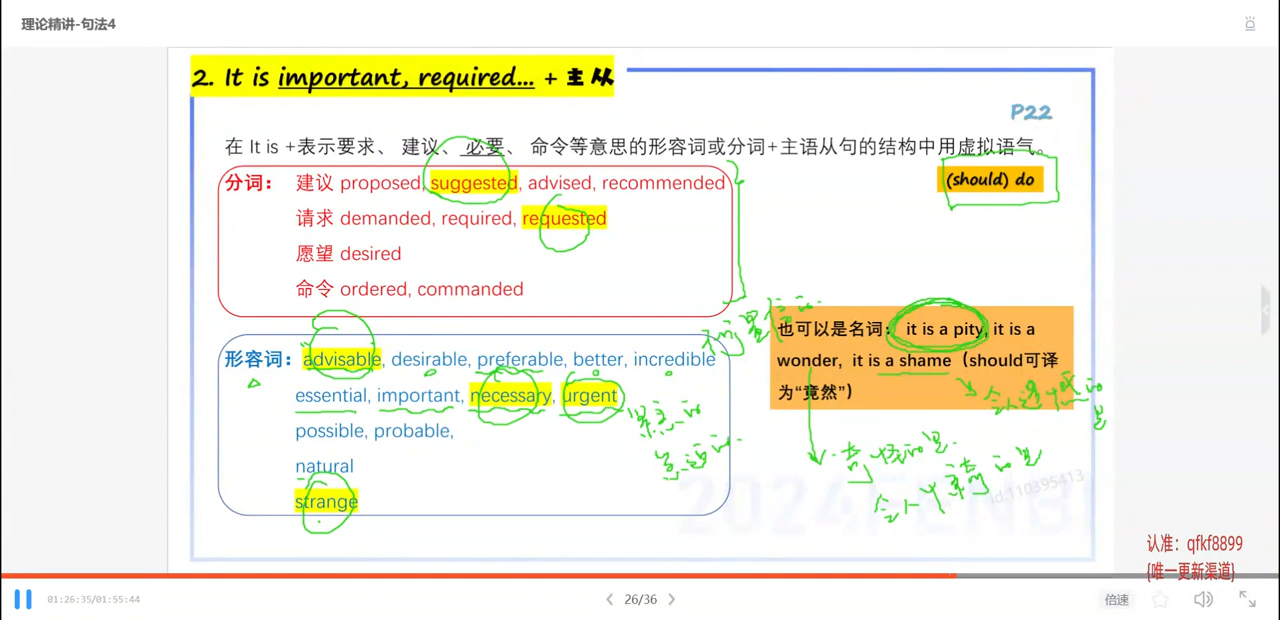 理论精讲-句法4
2. It is important, required... + 主从
P22
在 It is +表示要求、 建议、 必要、 命令等意思的形容词或分词+主语从句的结构中用虚拟语气。
(should) do
分词： 建议 proposed, suggested, advised, recommended
请求 demanded, required, requested
愿望 desired
命令 ordered, commanded
形容词： advisable, desirable, preferable, better, incredible
essential, important, necessary, urgent
possible, probable,
natural
strange
也可以是名词： it is a pity, it is a
wonder, it is a shame（should可译
为“竟然”）
id:110395413
认准：qfkf8899
{唯一更新渠道}
01:26:35/01:55:44
26/36
倍速